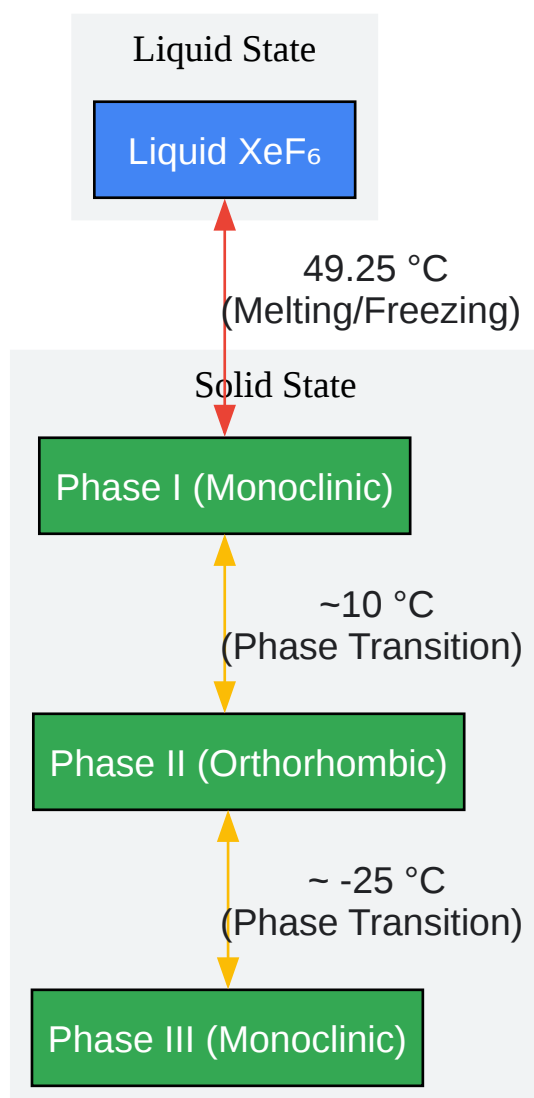 Liquid State
Liquid XeF₆
49.25 °C
(Melting/Freezing)
Solid State
Phase I (Monoclinic)
~10 °C
(Phase Transition)
Phase II (Orthorhombic)
~ -25 °C
(Phase Transition)
Phase III (Monoclinic)